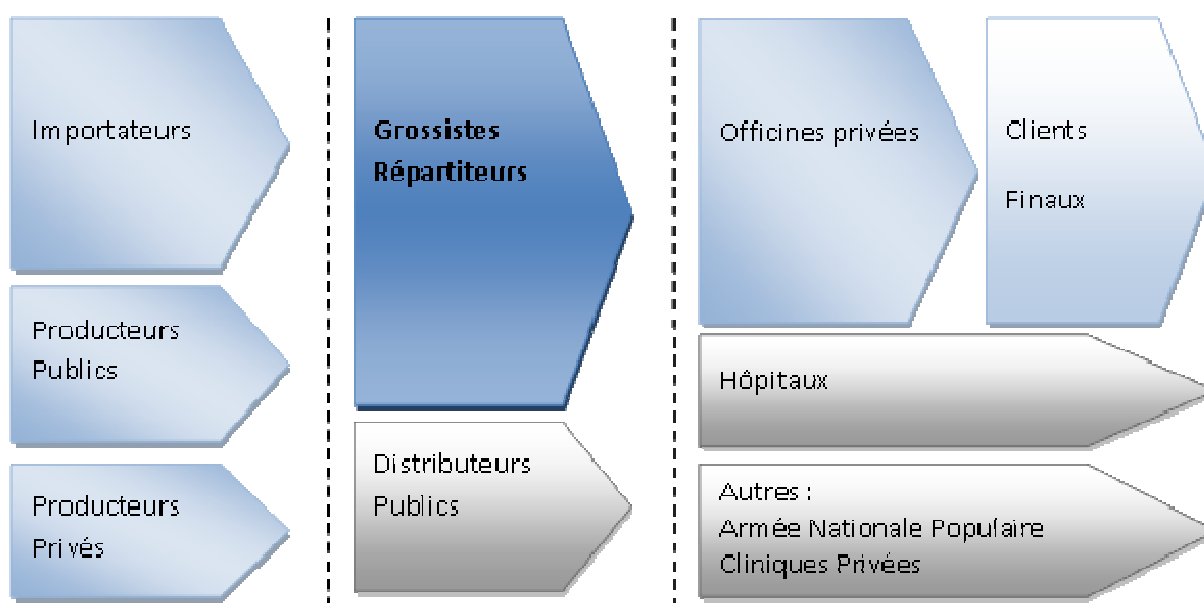 Importateurs
Producteurs
Publics
Producteurs
Privés
Grossistes
Répartiteurs
Distributeurs
Publics
Officines privées
Clients
Finaux
Hôpitaux
Autres :
Armée Nationale Populaire
Cliniques Privées